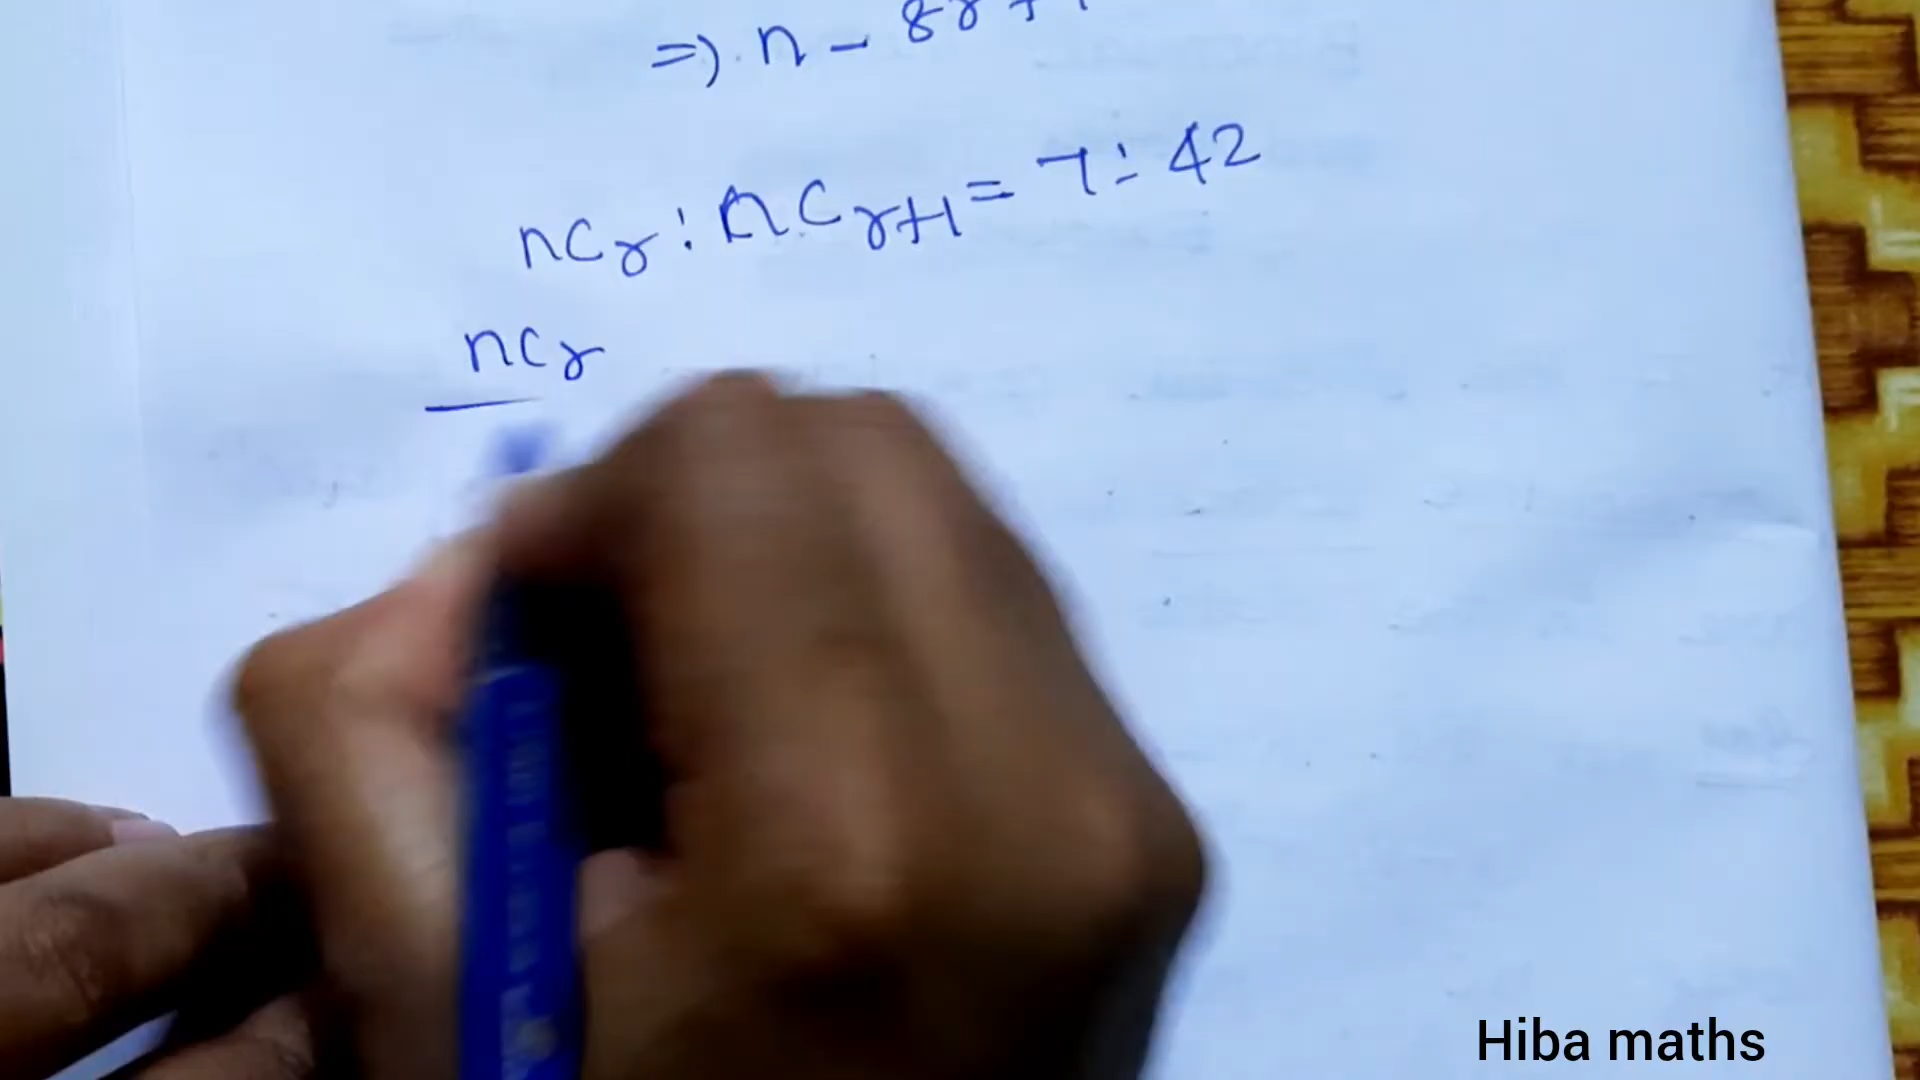 =) n - 8r +
nCr : nCr+1 = 7 : 42
nCr
Hiba maths